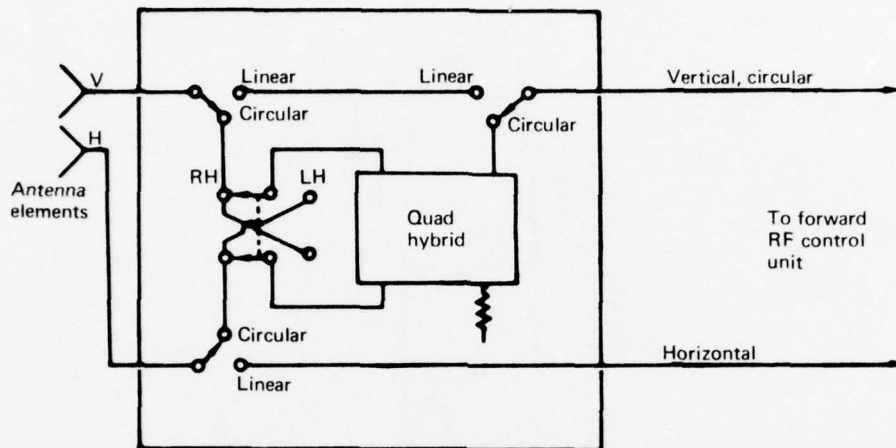 V
Linear
Linear
Vertical, circular
Circular
Circular
H
RH
LH
Antenna
elements
Quad
hybrid
To forward
RF control
unit
Circular
Horizontal
Linear